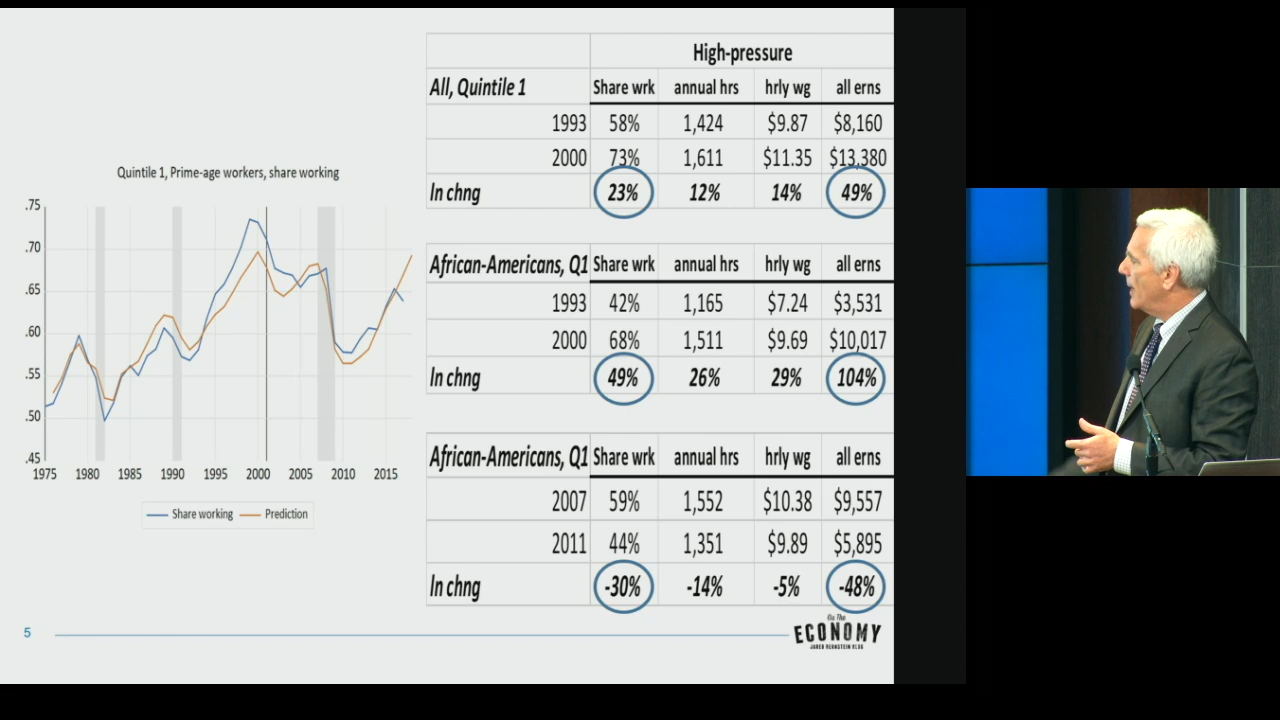 High-pressure
All, Quintile 1 Share wrk annual hrs hrly wg all erns
1993 58% 1,424 $9.87 $8,160
2000 73% 1,611 $11.35 $13,380
ln chng 23% 12% 14% 49%
African-Americans, Q1 Share wrk annual hrs hrly wg all erns
1993 42% 1,165 $7.24 $3,531
2000 68% 1,511 $9.69 $10,017
ln chng 49% 26% 29% 104%
African-Americans, Q1 Share wrk annual hrs hrly wg all erns
2007 59% 1,552 $10.38 $9,557
2011 44% 1,351 $9.89 $5,895
ln chng -30% -14% -5% -48%
Quintile 1, Prime-age workers, share working
.75
.70
.65
.60
.55
.50
.45
1975 1980 1985 1990 1995 2000 2005 2010 2015
Share working Prediction
5
On The
ECONOMY
JARED BERNSTEIN BLOG